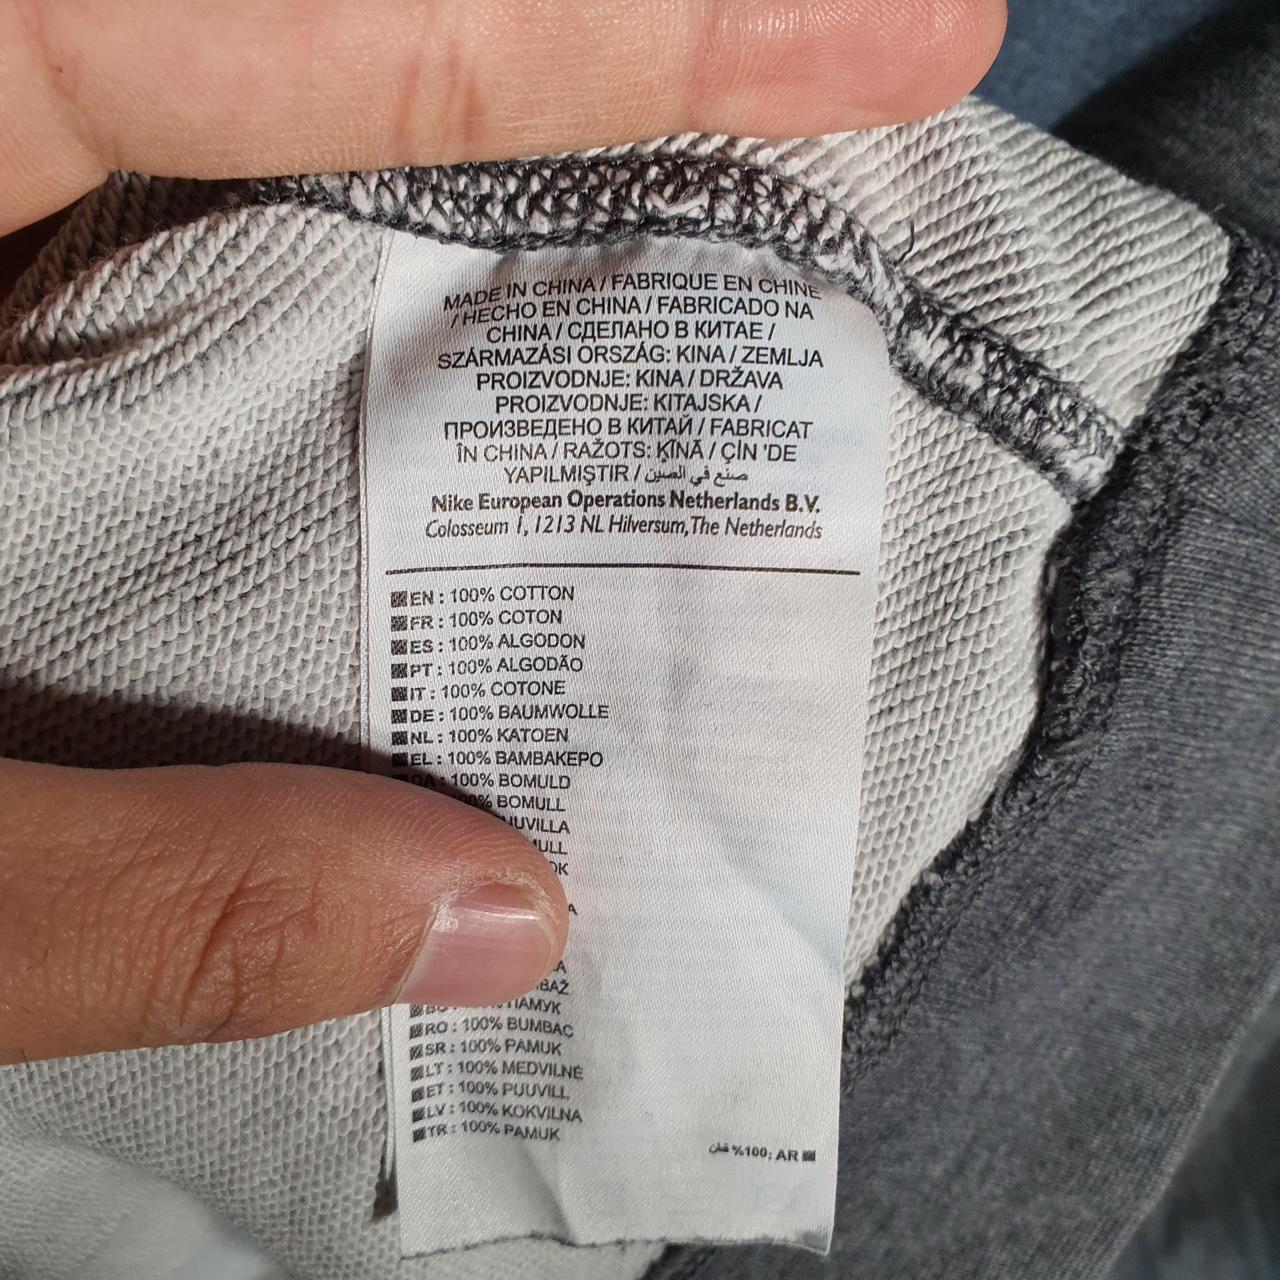 MADE IN CHINA / FABRIQUE EN CHINE
/ HECHO EN CHINA / FABRICADO NA
CHINA / СДЕЛАНО В КИТАЕ /
SZÁRMAZÁSI ORSZÁG: KINA / ZEMLJA
PROIZVODNJE: KINA / DRŽAVA
PROIZVODNJE: KITAJSKA /
ПРОИЗВЕДЕНО В КИТАЙ / FABRICAT
ÎN CHINA / RAŽOTS: ĶĪNĀ / ÇİN 'DE
YAPILMIŞTIR / صنع في الصين
Nike European Operations Netherlands B.V.
Colosseum 1, 1213 NL Hilversum, The Netherlands
EN : 100% COTTON
FR : 100% COTON
ES : 100% ALGODON
PT : 100% ALGODÃO
IT : 100% COTONE
DE : 100% BAUMWOLLE
NL : 100% KATOEN
EL : 100% ΒΑΜΒΑΚΕΡΟ
DA : 100% BOMULD
BOMULL
RO : 100% BUMBAC
SR : 100% PAMUK
LT : 100% MEDVILNĖ
ET : 100% PUUVILL
LV : 100% KOKVILNA
TR : 100% PAMUK
AR :100% قطن